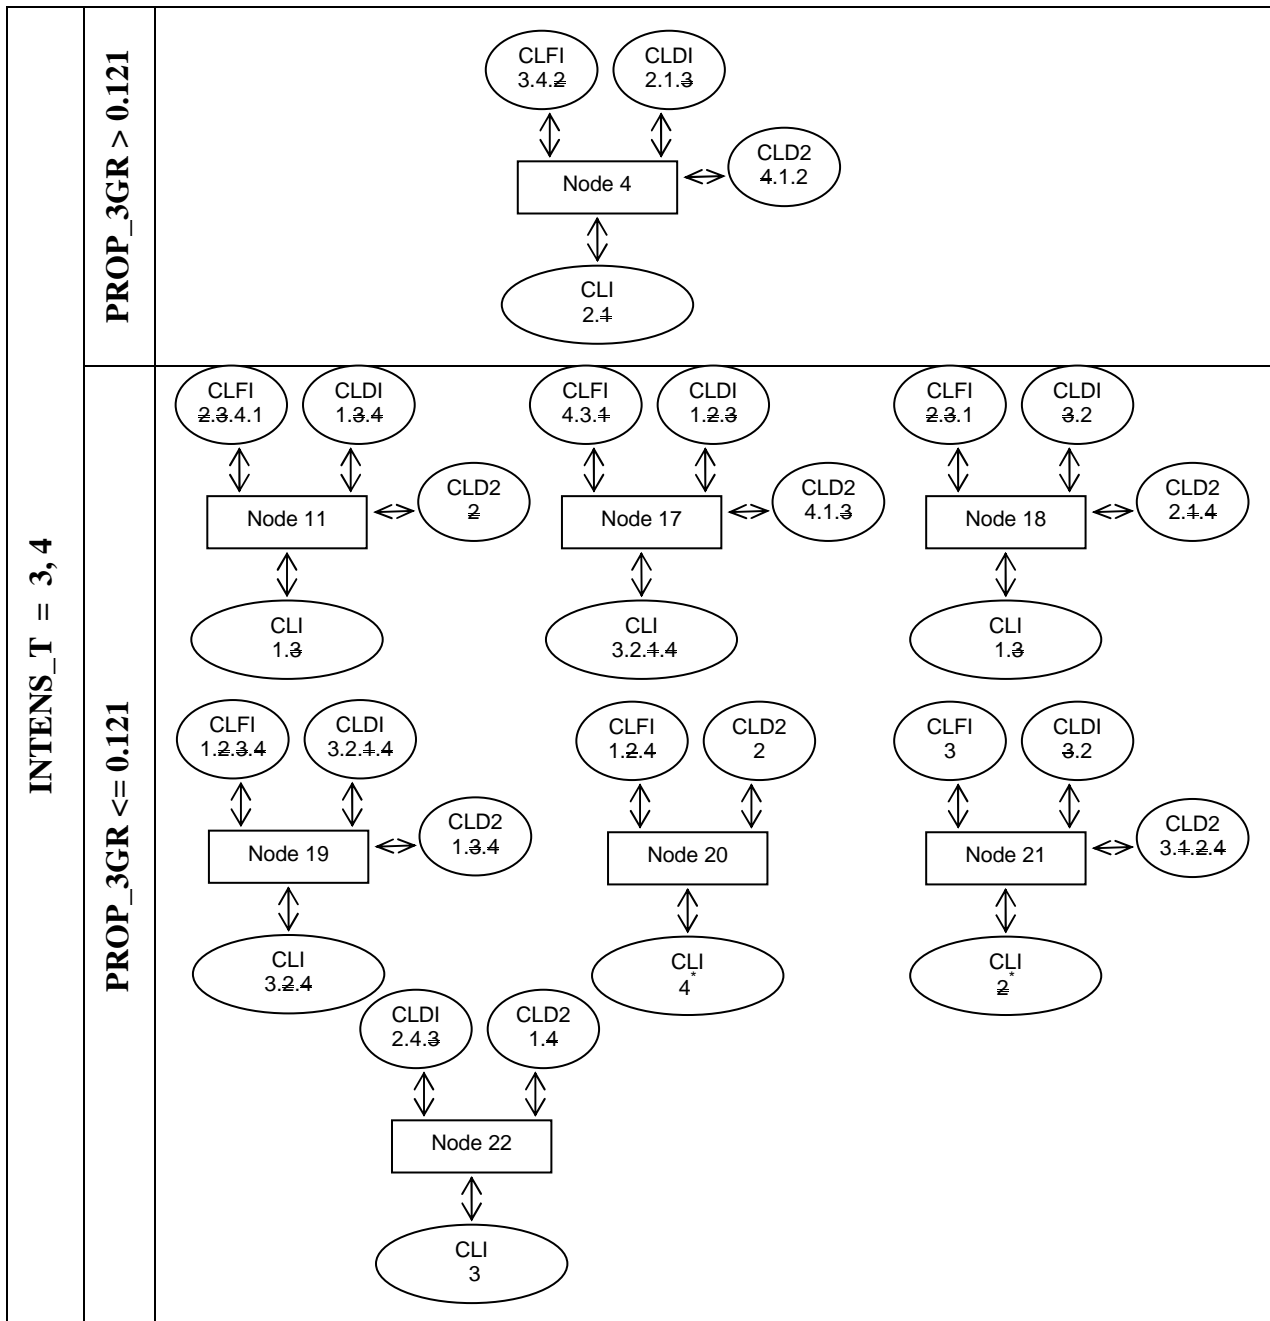 INTENS_T = 3, 4
PROP_3GR > 0.121
CLFI
3.4.2
CLDI
2.1.3
CLD2
4.1.2
Node 4
CLI
2.1
PROP_3GR <= 0.121
CLFI
2.3.4.1
CLDI
1.3.4
CLD2
2
Node 11
CLI
1.3
CLFI
4.3.1
CLDI
1.2.3
CLD2
4.1.3
Node 17
CLI
3.2.1.4
CLFI
2.3.1
CLDI
3.2
CLD2
2.1.4
Node 18
CLI
1.3
CLFI
1.2.3.4
CLDI
3.2.1.4
CLD2
1.3.4
Node 19
CLI
3.2.4
CLFI
1.2.4
CLD2
2
Node 20
CLI
4*
CLFI
3
CLDI
3.2
CLD2
3.1.2.4
Node 21
CLI
2*
CLDI
2.4.3
CLD2
1.4
Node 22
CLI
3